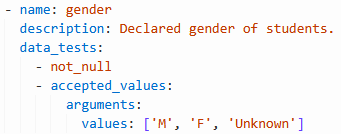 - name: gender
  description: Declared gender of students.
  data_tests:
    - not_null
    - accepted_values:
        arguments:
          values: ['M', 'F', 'Unknown']